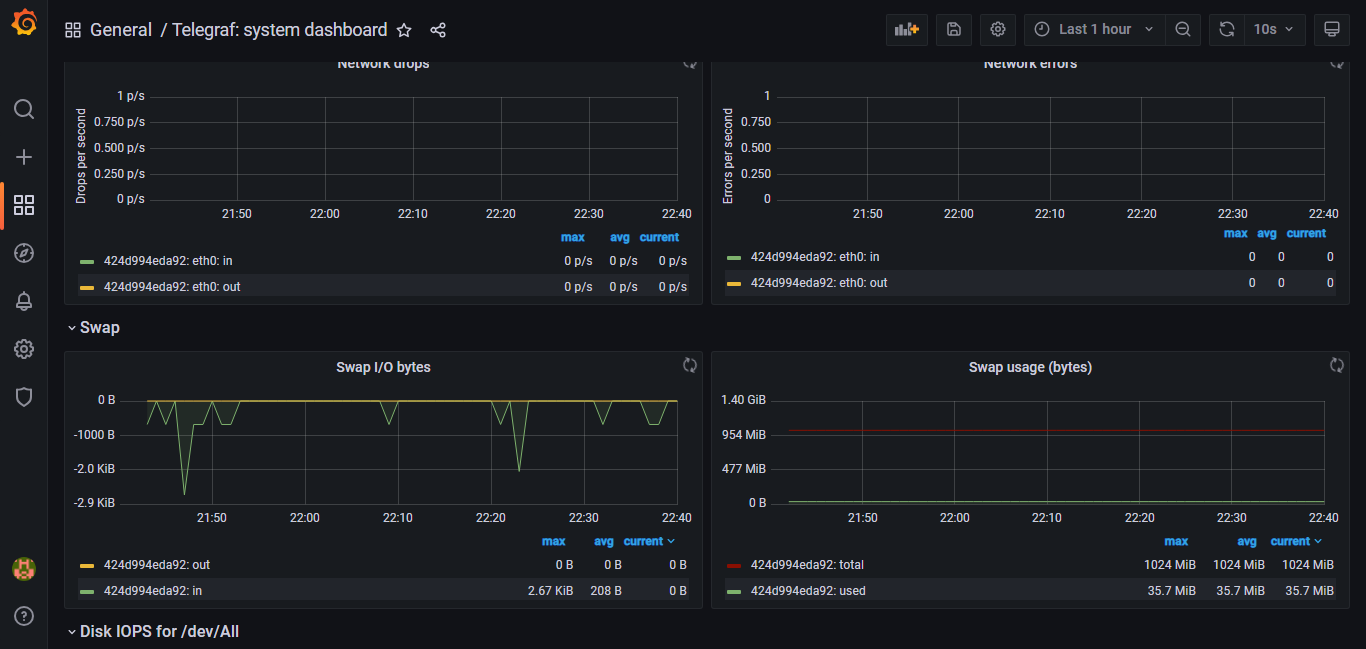 General / Telegraf: system dashboard
Last 1 hour
10s
Network drops
Drops per second
1 p/s
0.750 p/s
0.500 p/s
0.250 p/s
0 p/s
21:50 22:00 22:10 22:20 22:30 22:40
max avg current
424d994eda92: eth0: in 0 p/s 0 p/s 0 p/s
424d994eda92: eth0: out 0 p/s 0 p/s 0 p/s
Network errors
Errors per second
1
0.750
0.500
0.250
0
21:50 22:00 22:10 22:20 22:30 22:40
max avg current
424d994eda92: eth0: in 0 0 0
424d994eda92: eth0: out 0 0 0
Swap
Swap I/O bytes
0 B
-1000 B
-2.0 KiB
-2.9 KiB
21:50 22:00 22:10 22:20 22:30 22:40
max avg current
424d994eda92: out 0 B 0 B 0 B
424d994eda92: in 2.67 KiB 208 B 0 B
Swap usage (bytes)
1.40 GiB
954 MiB
477 MiB
0 B
21:50 22:00 22:10 22:20 22:30 22:40
max avg current
424d994eda92: total 1024 MiB 1024 MiB 1024 MiB
424d994eda92: used 35.7 MiB 35.7 MiB 35.7 MiB
Disk IOPS for /dev/All